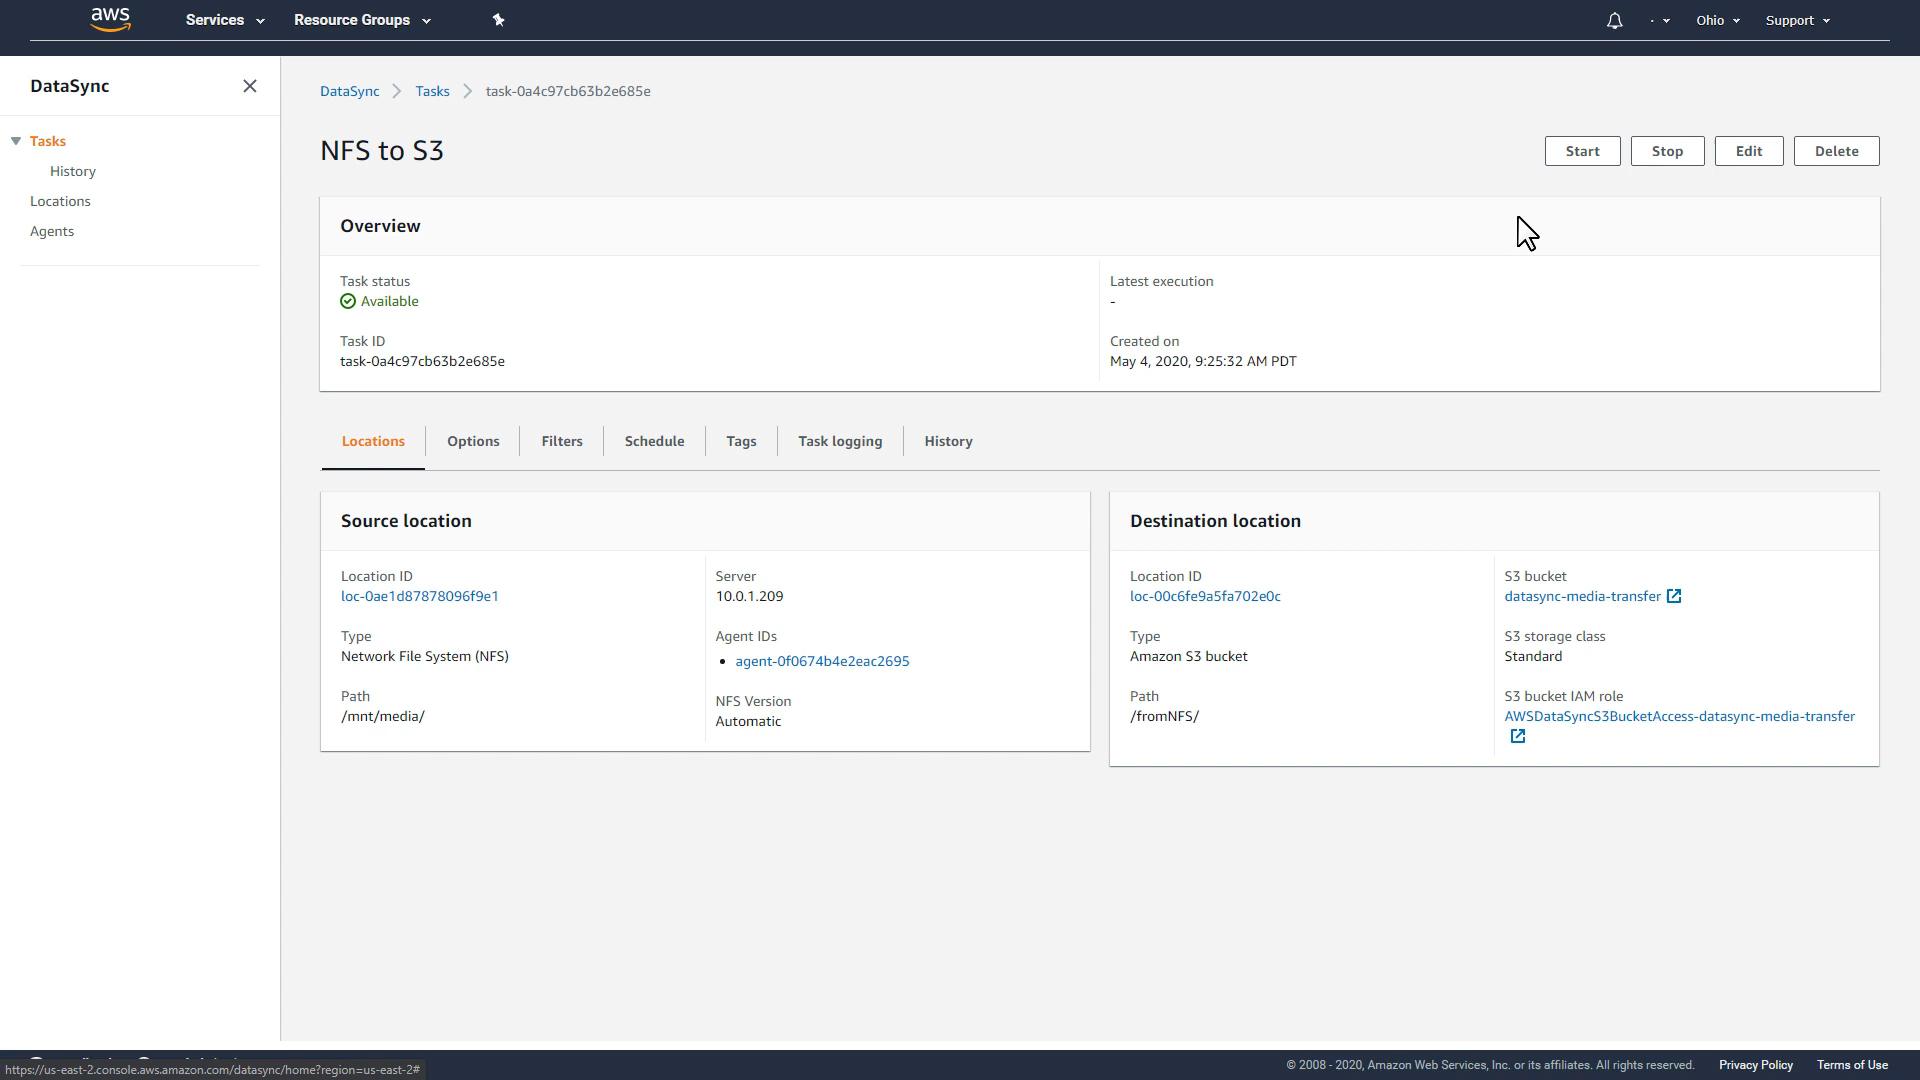 aws Services Resource Groups Ohio Support
DataSync
Tasks
History
Locations
Agents
DataSync Tasks task-0a4c97cb63b2e685e
NFS to S3
Start Stop Edit Delete
Overview
Task status
Available
Task ID
task-0a4c97cb63b2e685e
Latest execution
-
Created on
May 4, 2020, 9:25:32 AM PDT
Locations Options Filters Schedule Tags Task logging History
Source location
Location ID
loc-0ae1d87878096f9e1
Type
Network File System (NFS)
Path
/mnt/media/
Server
10.0.1.209
Agent IDs
• agent-0f0674b4e2eac2695
NFS Version
Automatic
Destination location
Location ID
loc-00c6fe9a5fa702e0c
Type
Amazon S3 bucket
Path
/fromNFS/
S3 bucket
datasync-media-transfer
S3 storage class
Standard
S3 bucket IAM role
AWSDataSyncS3BucketAccess-datasync-media-transfer
https://us-east-2.console.aws.amazon.com/datasync/home?region=us-east-2#
© 2008 - 2020, Amazon Web Services, Inc. or its affiliates. All rights reserved. Privacy Policy Terms of Use